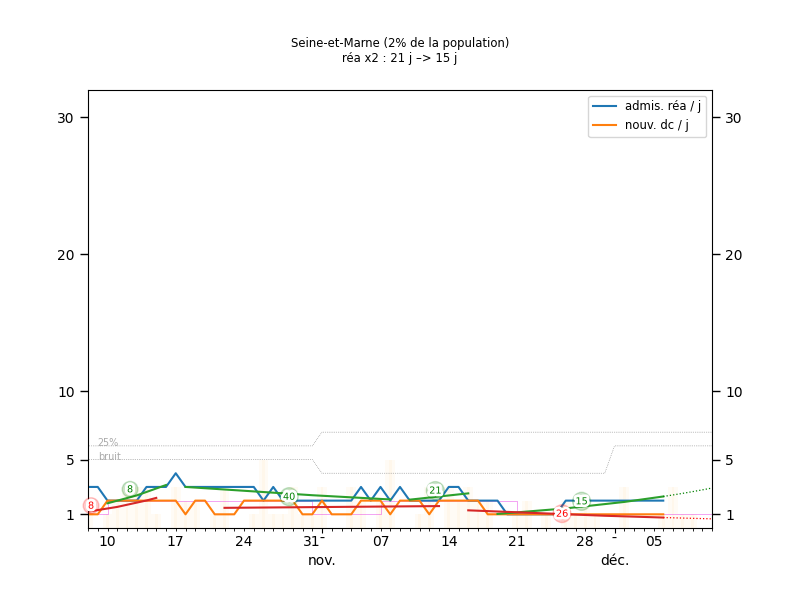 Seine-et-Marne (2% de la population)
réa x2 : 21 j –> 15 j
admis. réa / j
nouv. dc / j
30
30
20
20
10
10
25%
bruit
5
5
8
8
40
21
15
26
1
1
10 17 24 31 07 14 21 28 05
nov. déc.